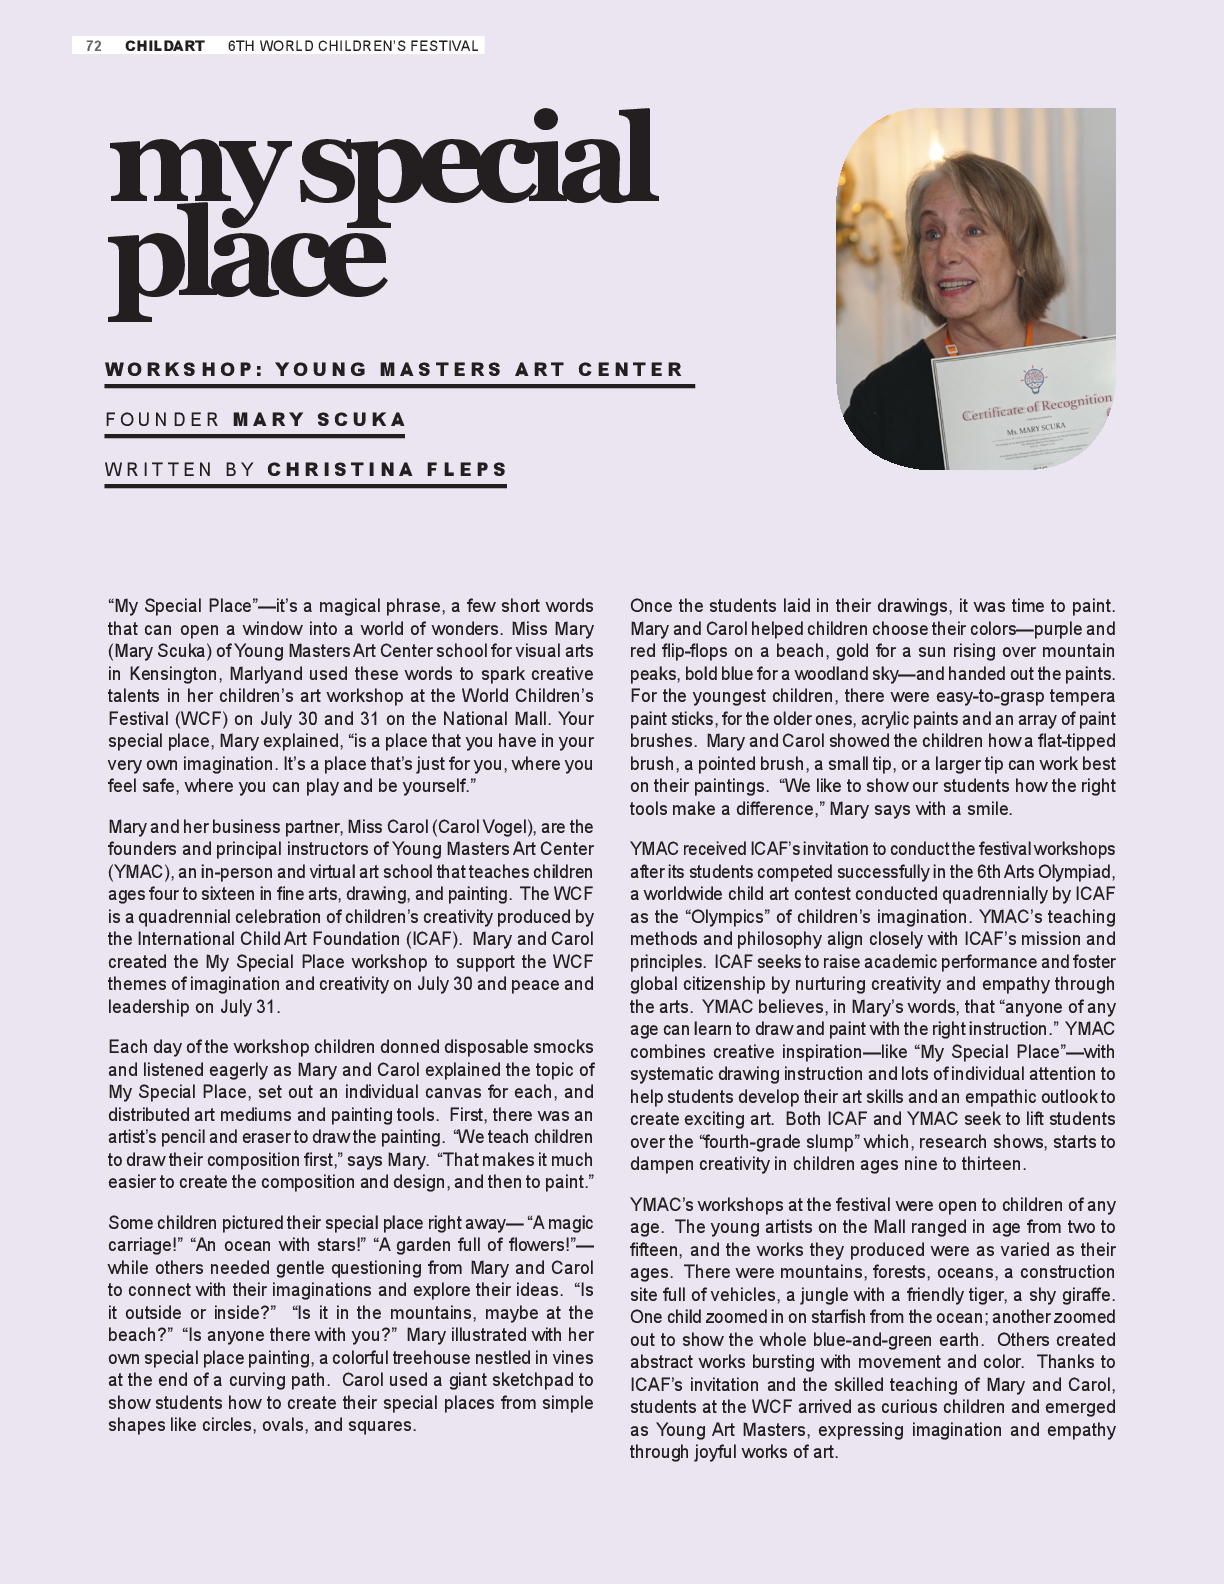 72 CHILDART 6TH WORLD CHILDREN'S FESTIVAL
my special
place
WORKSHOP: YOUNG MASTERS ART CENTER
FOUNDER MARY SCUKA
WRITTEN BY CHRISTINA FLEPS
Certificate of Recognition
Ms. MARY SCUKA
“My Special Place”—it’s a magical phrase, a few short words
that can open a window into a world of wonders. Miss Mary
(Mary Scuka) of Young Masters Art Center school for visual arts
in Kensington, Marlyand used these words to spark creative
talents in her children’s art workshop at the World Children’s
Festival (WCF) on July 30 and 31 on the National Mall. Your
special place, Mary explained, “is a place that you have in your
very own imagination. It’s a place that’s just for you, where you
feel safe, where you can play and be yourself.”
Mary and her business partner, Miss Carol (Carol Vogel), are the
founders and principal instructors of Young Masters Art Center
(YMAC), an in-person and virtual art school that teaches children
ages four to sixteen in fine arts, drawing, and painting. The WCF
is a quadrennial celebration of children’s creativity produced by
the International Child Art Foundation (ICAF). Mary and Carol
created the My Special Place workshop to support the WCF
themes of imagination and creativity on July 30 and peace and
leadership on July 31.
Each day of the workshop children donned disposable smocks
and listened eagerly as Mary and Carol explained the topic of
My Special Place, set out an individual canvas for each, and
distributed art mediums and painting tools. First, there was an
artist’s pencil and eraser to draw the painting. “We teach children
to draw their composition first,” says Mary. “That makes it much
easier to create the composition and design, and then to paint.”
Some children pictured their special place right away— “A magic
carriage!” “An ocean with stars!” “A garden full of flowers!”—
while others needed gentle questioning from Mary and Carol
to connect with their imaginations and explore their ideas. “Is
it outside or inside?” “Is it in the mountains, maybe at the
beach?” “Is anyone there with you?” Mary illustrated with her
own special place painting, a colorful treehouse nestled in vines
at the end of a curving path. Carol used a giant sketchpad to
show students how to create their special places from simple
shapes like circles, ovals, and squares.
Once the students laid in their drawings, it was time to paint.
Mary and Carol helped children choose their colors—purple and
red flip-flops on a beach, gold for a sun rising over mountain
peaks, bold blue for a woodland sky—and handed out the paints.
For the youngest children, there were easy-to-grasp tempera
paint sticks, for the older ones, acrylic paints and an array of paint
brushes. Mary and Carol showed the children how a flat-tipped
brush, a pointed brush, a small tip, or a larger tip can work best
on their paintings. “We like to show our students how the right
tools make a difference,” Mary says with a smile.
YMAC received ICAF’s invitation to conduct the festival workshops
after its students competed successfully in the 6th Arts Olympiad,
a worldwide child art contest conducted quadrennially by ICAF
as the “Olympics” of children’s imagination. YMAC’s teaching
methods and philosophy align closely with ICAF’s mission and
principles. ICAF seeks to raise academic performance and foster
global citizenship by nurturing creativity and empathy through
the arts. YMAC believes, in Mary’s words, that “anyone of any
age can learn to draw and paint with the right instruction.” YMAC
combines creative inspiration—like “My Special Place”—with
systematic drawing instruction and lots of individual attention to
help students develop their art skills and an empathic outlook to
create exciting art. Both ICAF and YMAC seek to lift students
over the “fourth-grade slump” which, research shows, starts to
dampen creativity in children ages nine to thirteen.
YMAC’s workshops at the festival were open to children of any
age. The young artists on the Mall ranged in age from two to
fifteen, and the works they produced were as varied as their
ages. There were mountains, forests, oceans, a construction
site full of vehicles, a jungle with a friendly tiger, a shy giraffe.
One child zoomed in on starfish from the ocean; another zoomed
out to show the whole blue-and-green earth. Others created
abstract works bursting with movement and color. Thanks to
ICAF’s invitation and the skilled teaching of Mary and Carol,
students at the WCF arrived as curious children and emerged
as Young Art Masters, expressing imagination and empathy
through joyful works of art.